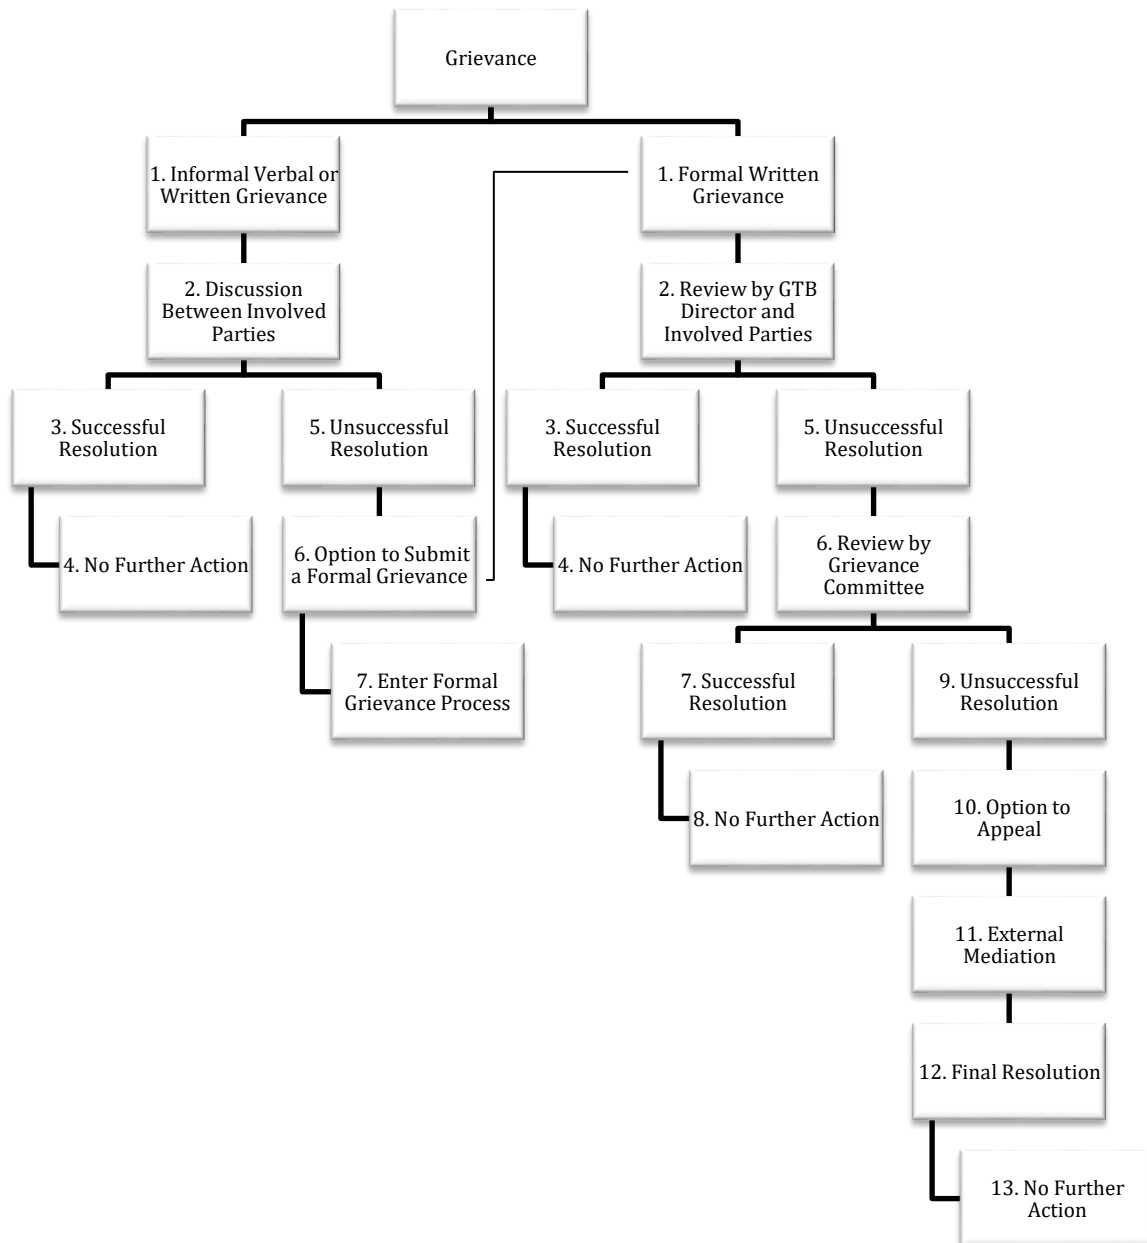 Grievance
1. Informal Verbal or
Written Grievance
2. Discussion
Between Involved
Parties
3. Successful
Resolution
4. No Further Action
5. Unsuccessful
Resolution
6. Option to Submit
a Formal Grievance
7. Enter Formal
Grievance Process
1. Formal Written
Grievance
2. Review by GTB
Director and
Involved Parties
3. Successful
Resolution
4. No Further Action
5. Unsuccessful
Resolution
6. Review by
Grievance
Committee
7. Successful
Resolution
8. No Further Action
9. Unsuccessful
Resolution
10. Option to
Appeal
11. External
Mediation
12. Final Resolution
13. No Further
Action